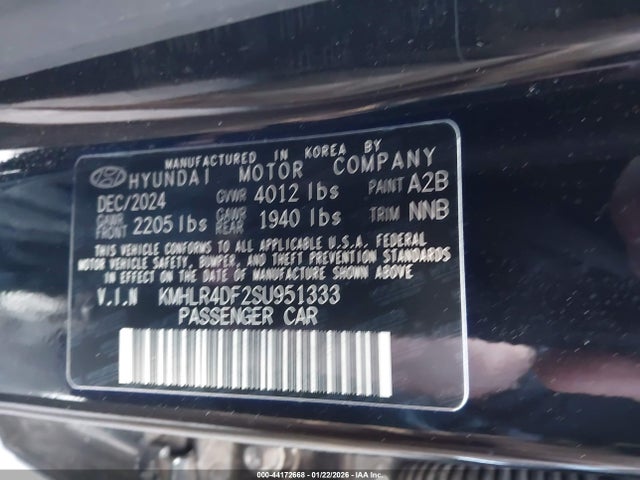 MANUFACTURED IN KOREA BY
HYUNDAI MOTOR COMPANY
DEC/2024 GVWR 4012 lbs PAINT A2B
GAWR FRONT 2205 lbs GAWR REAR 1940 lbs TRIM NNB
THIS VEHICLE CONFORMS TO ALL APPLICABLE U.S.A. FEDERAL
MOTOR VEHICLE SAFETY, BUMPER, AND THEFT PREVENTION STANDARDS
IN EFFECT ON THE DATE OF MANUFACTURE SHOWN ABOVE.
V.I.N KMHLR4DF2SU951333
PASSENGER CAR
000-44172668 - 01/22/2026 - IAAI.CA